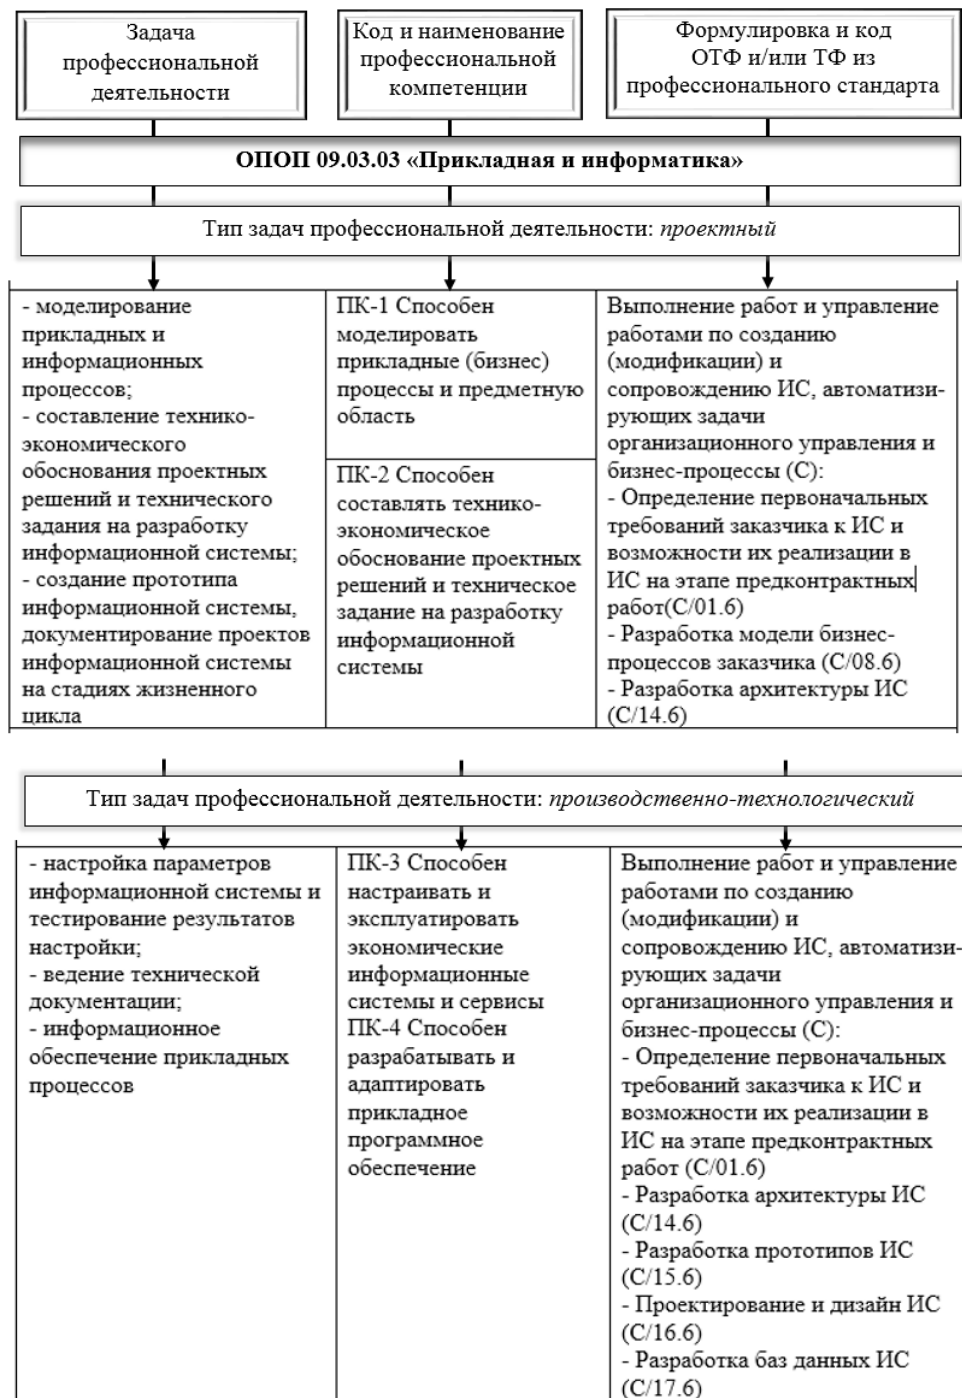 Задача
профессиональной
деятельности
Код и наименование
профессиональной
компетенции
Формулировка и код
ОТФ и/или ТФ из
профессионального стандарта
ОПОП 09.03.03 «Прикладная и информатика»
Тип задач профессиональной деятельности: проектный
- моделирование
прикладных и
информационных
процессов;
- составление технико-
экономического
обоснования проектных
решений и технического
задания на разработку
информационной системы;
- создание прототипа
информационной системы,
документирование проектов
информационной системы
на стадиях жизненного
цикла
ПК-1 Способен
моделировать
прикладные (бизнес)
процессы и предметную
область
ПК-2 Способен
составлять технико-
экономическое
обоснование проектных
решений и техническое
задание на разработку
информационной
системы
Выполнение работ и управление
работами по созданию
(модификации) и
сопровождению ИС, автоматизи-
рующих задачи
организационного управления и
бизнес-процессы (С):
- Определение первоначальных
требований заказчика к ИС и
возможности их реализации в
ИС на этапе предконтрактных
работ(С/01.6)
- Разработка модели бизнес-
процессов заказчика (С/08.6)
- Разработка архитектуры ИС
(С/14.6)
Тип задач профессиональной деятельности: производственно-технологический
- настройка параметров
информационной системы и
тестирование результатов
настройки;
- ведение технической
документации;
- информационное
обеспечение прикладных
процессов
ПК-3 Способен
настраивать и
эксплуатировать
экономические
информационные
системы и сервисы
ПК-4 Способен
разрабатывать и
адаптировать
прикладное
программное
обеспечение
Выполнение работ и управление
работами по созданию
(модификации) и
сопровождению ИС, автоматизи-
рующих задачи
организационного управления и
бизнес-процессы (С):
- Определение первоначальных
требований заказчика к ИС и
возможности их реализации в
ИС на этапе предконтрактных
работ (С/01.6)
- Разработка архитектуры ИС
(С/14.6)
- Разработка прототипов ИС
(С/15.6)
- Проектирование и дизайн ИС
(С/16.6)
- Разработка баз данных ИС
(С/17.6)